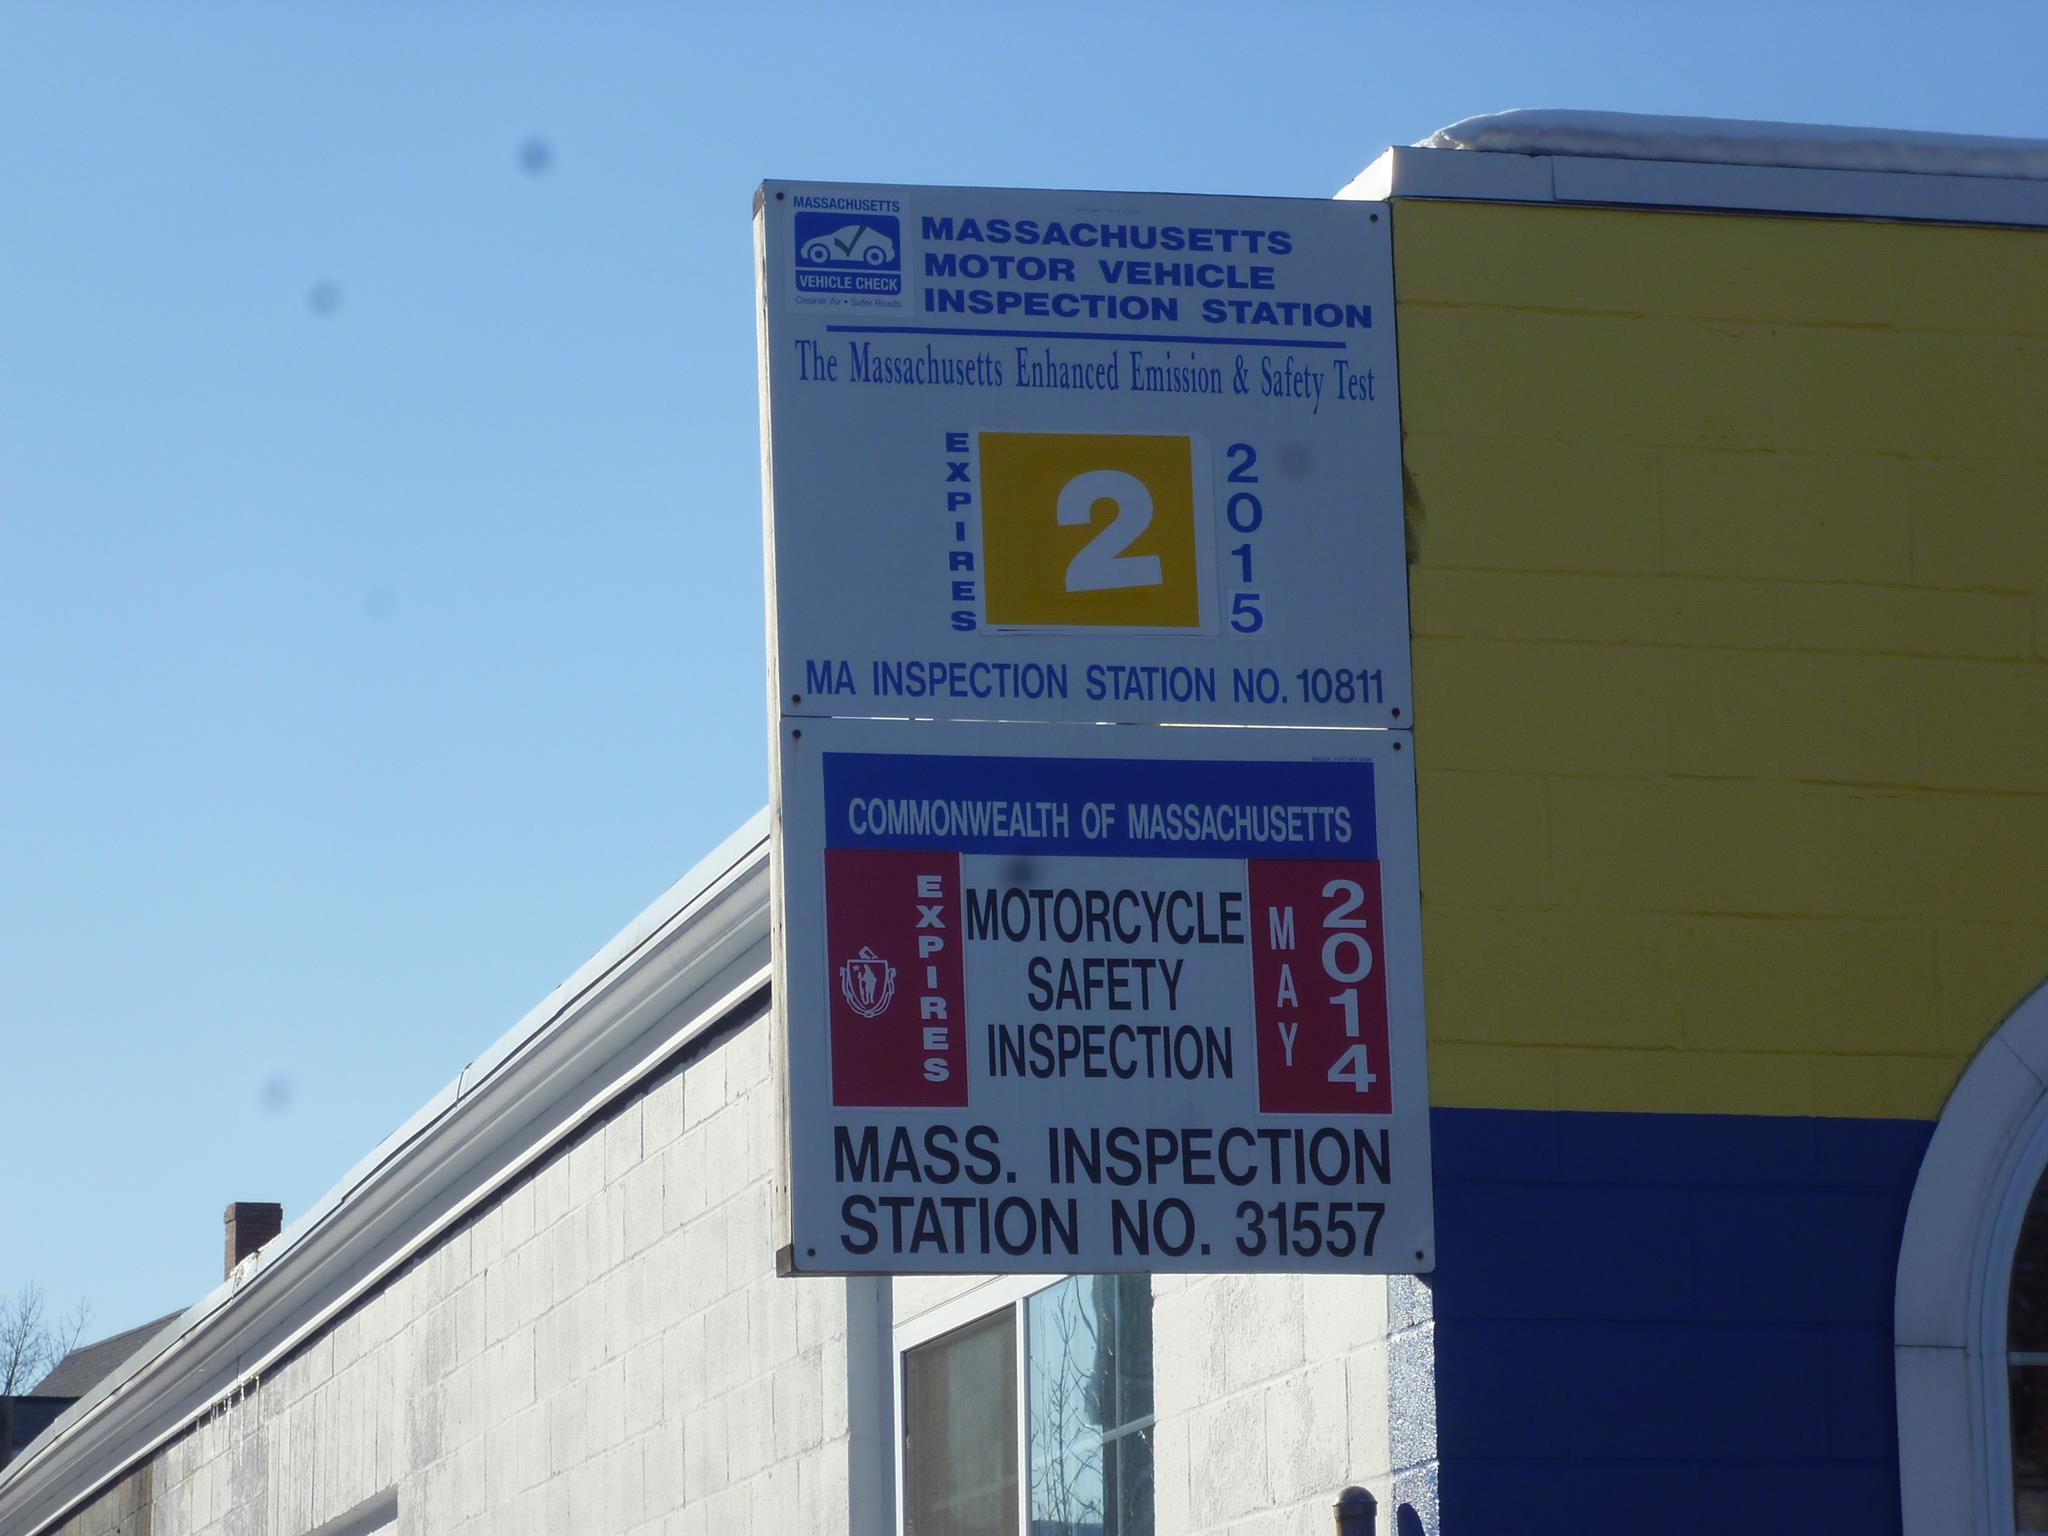 MASSACHUSETTS
VEHICLE CHECK
Cleaner Air • Safer Roads
MASSACHUSETTS
MOTOR VEHICLE
INSPECTION STATION
The Massachusetts Enhanced Emission & Safety Test
EXPIRES
2
2015
MA INSPECTION STATION NO. 10811
COMMONWEALTH OF MASSACHUSETTS
EXPIRES
MOTORCYCLE
SAFETY
INSPECTION
MAY
2014
MASS. INSPECTION
STATION NO. 31557